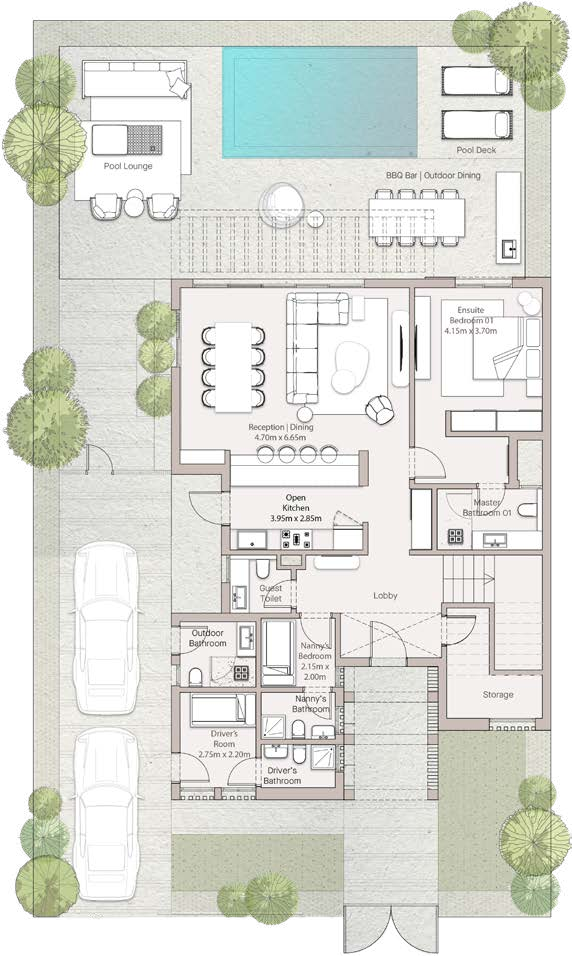 Pool Lounge
Pool Deck
BBQ Bar | Outdoor Dining
Ensuite
Bedroom 01
4.15m x 3.70m
Reception | Dining
4.70m x 6.65m
Open
Kitchen
3.95m x 2.85m
Master
Bathroom 01
Guest
Toilet
Lobby
Outdoor
Bathroom
Nanny's
Bedroom
2.15m x
2.00m
Storage
Nanny's
Bathroom
Driver's
Room
2.75m x 2.20m
Driver's
Bathroom